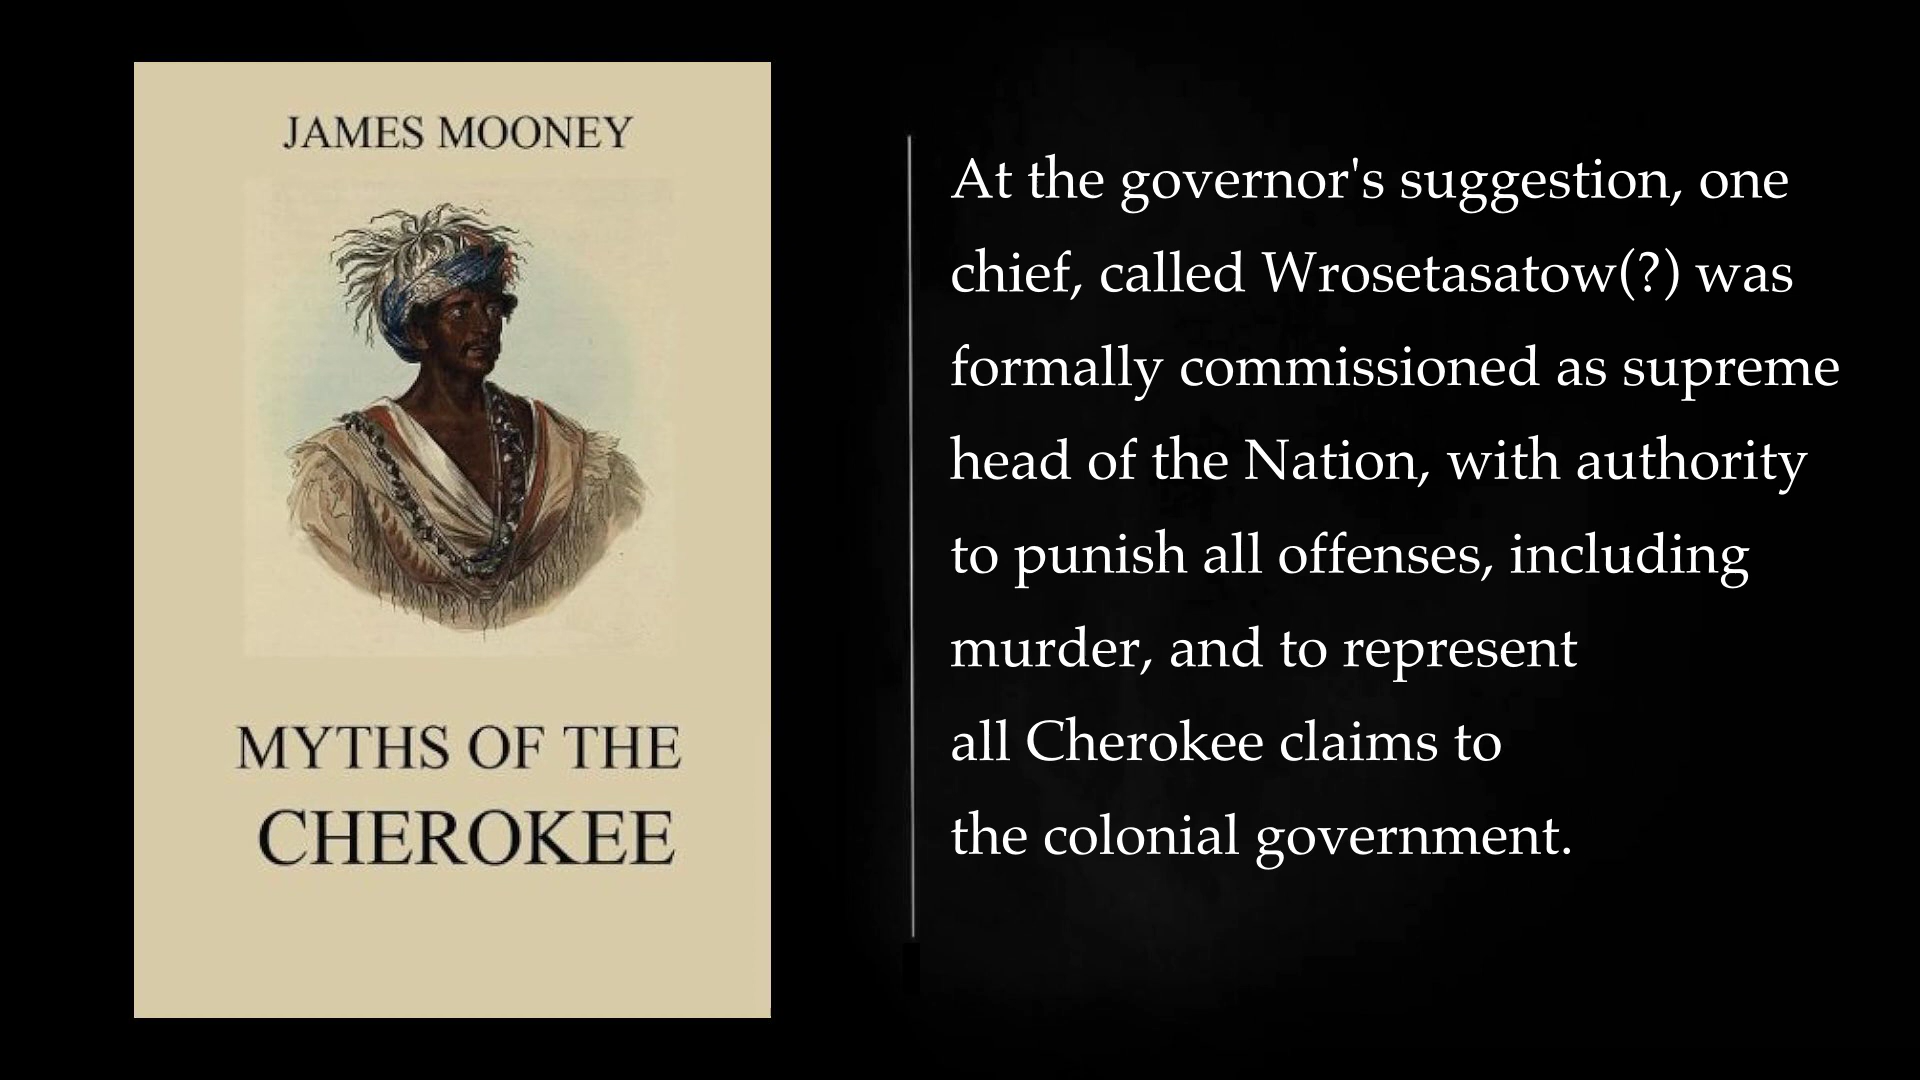 JAMES MOONEY
MYTHS OF THE
CHEROKEE
At the governor's suggestion, one
chief, called Wrosetasatow(?) was
formally commissioned as supreme
head of the Nation, with authority
to punish all offenses, including
murder, and to represent
all Cherokee claims to
the colonial government.